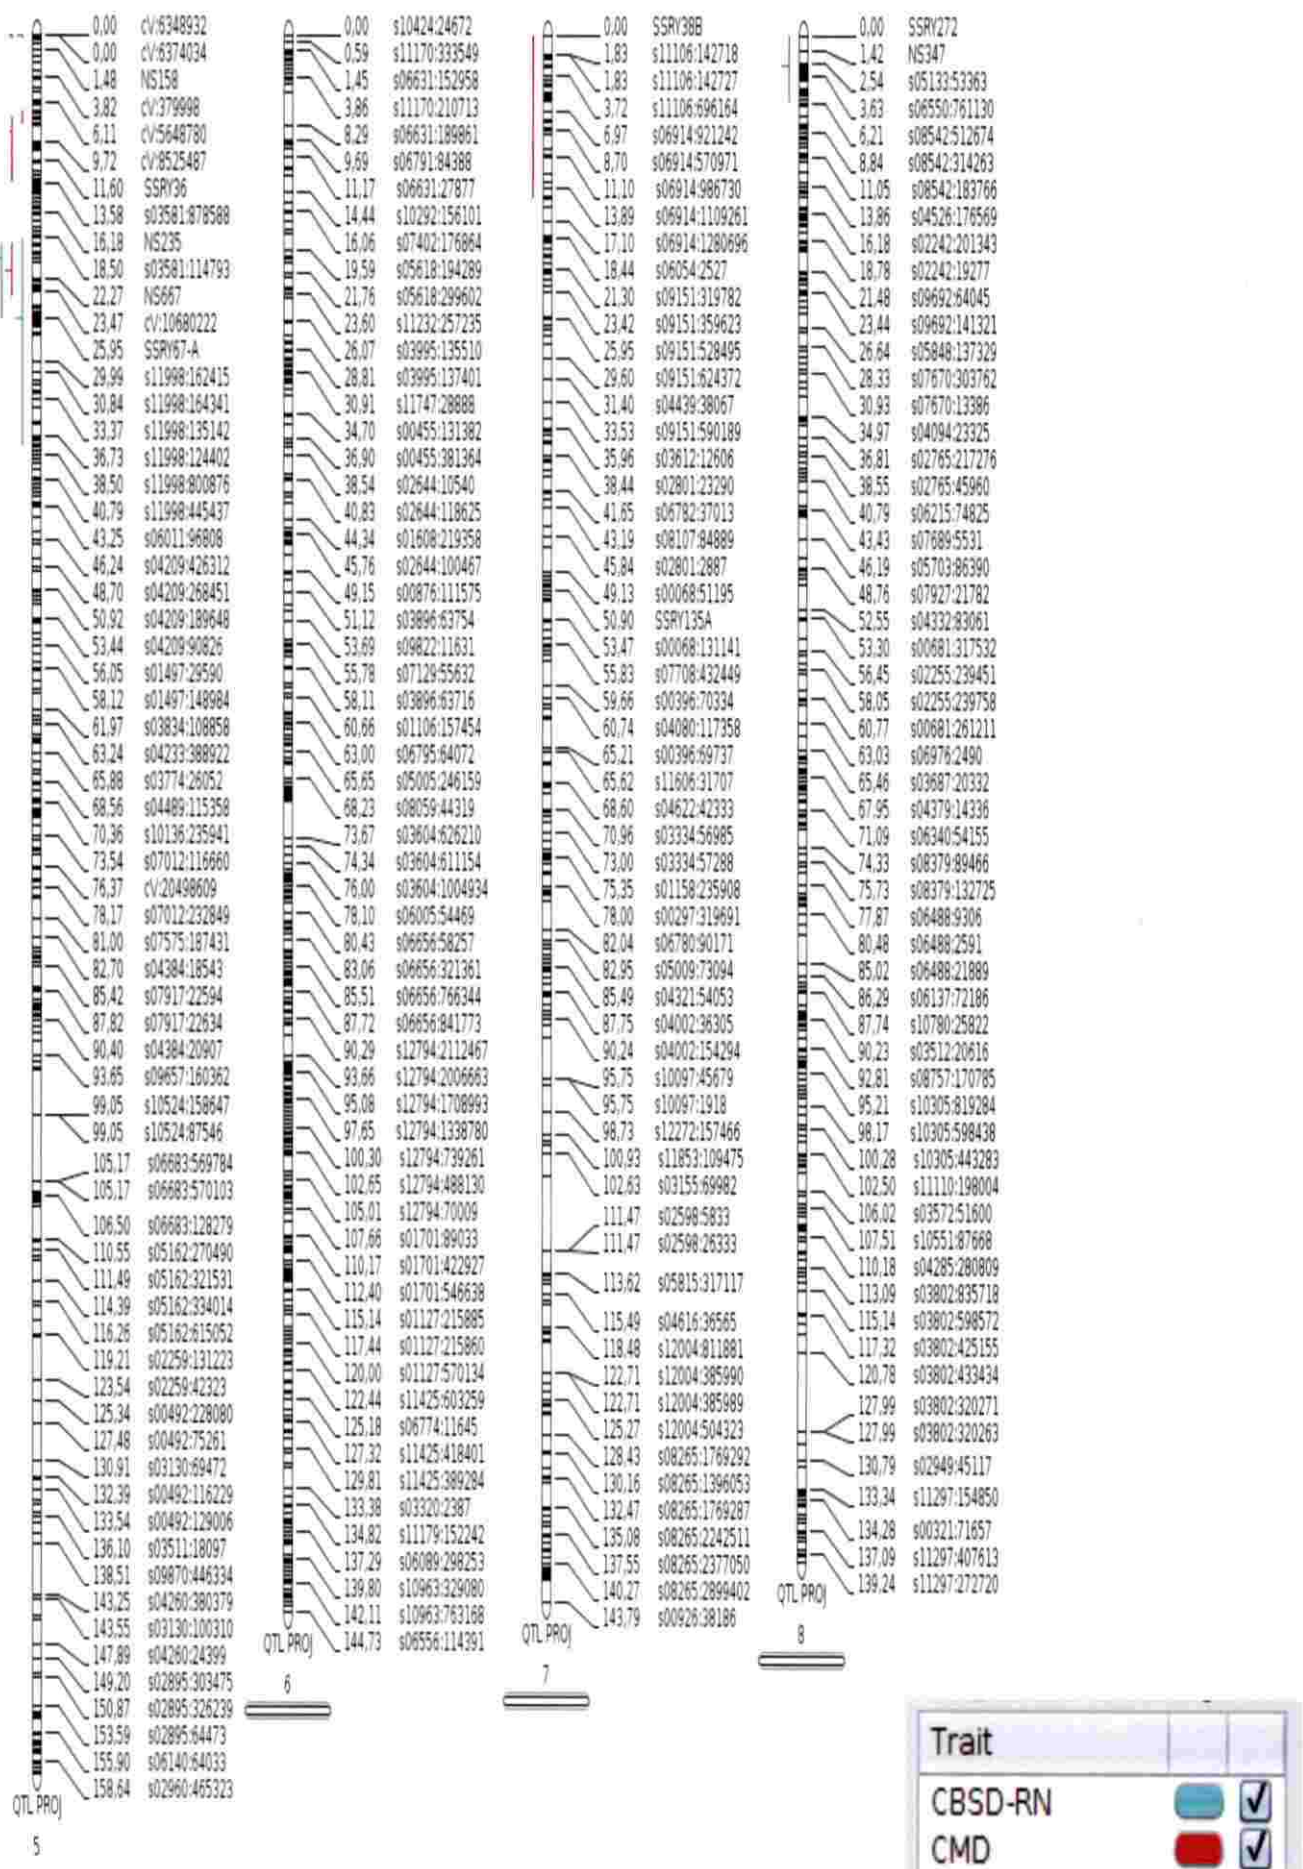 0,00 cV:6348932
0,00 cV:6374034
1,48 NS158
3,82 cV:379998
6,11 cV:5648780
9,72 cV:8525487
11,60 SSRY36
13,58 s03581:878588
16,18 NS235
18,50 s03581:114793
22,27 NS667
23,47 cV:10680222
25,95 SSRY67-A
29,99 s11998:162415
30,84 s11998:164341
33,37 s11998:135142
36,73 s11998:124402
38,50 s11998:800876
40,79 s11998:445437
43,25 s06011:96808
46,24 s04209:426312
48,70 s04209:268451
50,92 s04209:189648
53,44 s04209:90826
56,05 s01497:29590
58,12 s01497:148984
61,97 s03834:108858
63,24 s04233:388922
65,88 s03774:26052
68,56 s04489:115358
70,36 s10136:235941
73,54 s07012:116660
76,37 cV:20498609
78,17 s07012:232849
81,00 s07575:187431
82,70 s04384:18543
85,42 s07917:22594
87,82 s07917:22634
90,40 s04384:20907
93,65 s09657:160362
99,05 s10524:158647
99,05 s10524:87546
105,17 s06683:569784
105,17 s06683:570103
106,50 s06683:128279
110,55 s05162:270490
111,49 s05162:321531
114,39 s05162:334014
116,26 s05162:615052
119,21 s02259:131223
123,54 s02259:42323
125,34 s00492:228080
127,48 s00492:75261
130,91 s03130:69472
132,39 s00492:116229
133,54 s00492:129006
136,10 s03511:18097
138,51 s09870:446334
143,25 s04260:380379
143,55 s03130:100310
147,89 s04260:24399
149,20 s02895:303475
150,87 s02895:326239
153,59 s02895:64473
155,90 s06140:64033
158,64 s02960:465323
QTL PROJ
5
0,00 s10424:24672
0,59 s11170:333549
1,45 s06631:152958
3,86 s11170:210713
8,29 s06631:189861
9,69 s06791:84388
11,17 s06631:27877
14,44 s10292:156101
16,06 s07402:176864
19,59 s05618:194289
21,76 s05618:299602
23,60 s11232:257235
26,07 s03995:135510
28,81 s03995:137401
30,91 s11747:28888
34,70 s00455:131382
36,90 s00455:381364
38,54 s02644:10540
40,83 s02644:118625
44,34 s01608:219358
45,76 s02644:100467
49,15 s00876:111575
51,12 s03896:63754
53,69 s09822:11631
55,78 s07129:55632
58,11 s03896:63716
60,66 s01106:157454
63,00 s06795:64072
65,65 s05005:246159
68,23 s08059:44319
73,67 s03604:626210
74,34 s03604:611154
76,00 s03604:1004934
78,10 s06005:54469
80,43 s06656:58257
83,06 s06656:321361
85,51 s06656:766344
87,72 s06656:841773
90,29 s12794:2112467
93,66 s12794:2006663
95,08 s12794:1708993
97,65 s12794:1338780
100,30 s12794:739261
102,65 s12794:488130
105,01 s12794:70009
107,66 s01701:89033
110,17 s01701:422927
112,40 s01701:546638
115,14 s01127:215885
117,44 s01127:215860
120,00 s01127:570134
122,44 s11425:603259
125,18 s06774:11645
127,32 s11425:418401
129,81 s11425:389284
133,38 s03320:2387
134,82 s11179:152242
137,29 s06089:298253
139,80 s10963:329080
142,11 s10963:763168
144,73 s06556:114391
QTL PROJ
6
0,00 SSRY38B
1,83 s11106:142718
1,83 s11106:142727
3,72 s11106:696164
6,97 s06914:921242
8,70 s06914:570971
11,10 s06914:986730
13,89 s06914:1109261
17,10 s06914:1280696
18,44 s06054:2527
21,30 s09151:319782
23,42 s09151:359623
25,95 s09151:528495
29,60 s09151:624372
31,40 s04439:38067
33,53 s09151:590189
35,96 s03612:12606
38,44 s02801:23290
41,65 s06782:37013
43,19 s08107:84889
45,84 s02801:2887
49,13 s00068:51195
50,90 SSRY135A
53,47 s00068:131141
55,83 s07708:432449
59,66 s00396:70334
60,74 s04080:117358
65,21 s00396:69737
65,62 s11606:31707
68,60 s04622:42333
70,96 s03334:56985
73,00 s03334:57288
75,35 s01158:235908
78,00 s00297:319691
82,04 s06780:90171
82,95 s05009:73094
85,49 s04321:54053
87,75 s04002:36305
90,24 s04002:154294
95,75 s10097:45679
95,75 s10097:1918
98,73 s12272:157466
100,93 s11853:109475
102,63 s03155:69982
111,47 s02598:5833
111,47 s02598:26333
113,62 s05815:317117
115,49 s04616:36565
118,48 s12004:811881
122,71 s12004:385990
122,71 s12004:385989
125,27 s12004:504323
128,43 s08265:1769292
130,16 s08265:1396053
132,47 s08265:1769287
135,08 s08265:2242511
137,55 s08265:2377050
140,27 s08265:2899402
143,79 s00926:38186
QTL PROJ
7
0,00 SSRY272
1,42 NS347
2,54 s05133:53363
3,63 s06550:761130
6,21 s08542:512674
8,84 s08542:314263
11,05 s08542:183766
13,86 s04526:176569
16,18 s02242:201343
18,78 s02242:19277
21,48 s09692:64045
23,44 s09692:141321
26,64 s05848:137329
28,33 s07670:303762
30,93 s07670:13386
34,97 s04094:23325
36,81 s02765:217276
38,55 s02765:45960
40,79 s06215:74825
43,43 s07689:5531
46,19 s05703:86390
48,76 s07927:21782
52,55 s04332:83061
53,30 s00681:317532
56,45 s02255:239451
58,05 s02255:239758
60,77 s00681:261211
63,03 s06976:2490
65,46 s03687:20332
67,95 s04379:14336
71,09 s06340:54155
74,33 s08379:89466
75,73 s08379:132725
77,87 s06488:9306
80,48 s06488:2591
85,02 s06488:21889
86,29 s06137:72186
87,74 s10780:25822
90,23 s03512:20616
92,81 s08757:170785
95,21 s10305:819284
98,17 s10305:598438
100,28 s10305:443283
102,50 s11110:198004
106,02 s03572:51600
107,51 s10551:87668
110,18 s04285:280809
113,09 s03802:835718
115,14 s03802:598572
117,32 s03802:425155
120,78 s03802:433434
127,99 s03802:320271
127,99 s03802:320263
130,79 s02949:45117
133,34 s11297:154850
134,28 s00321:71657
137,09 s11297:407613
139,24 s11297:272720
QTL PROJ
8
Trait
CBSD-RN
CMD